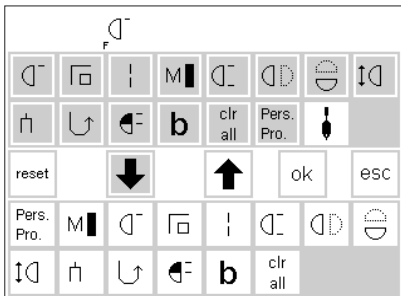 F
M
b clr all Pers. Pro.
reset ok esc
Pers. Pro. M
b clr all